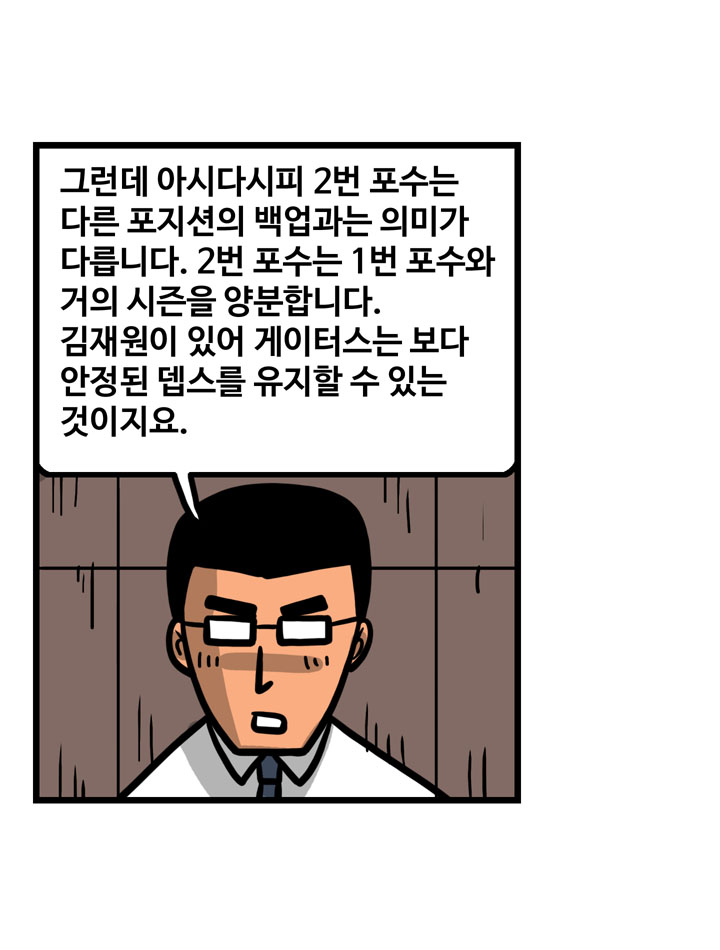 그런데 아시다시피 2번 포수는
다른 포지션의 백업과는 의미가
다릅니다. 2번 포수는 1번 포수와
거의 시즌을 양분합니다.
김재원이 있어 게이터스는 보다
안정된 뎁스를 유지할 수 있는
것이지요.